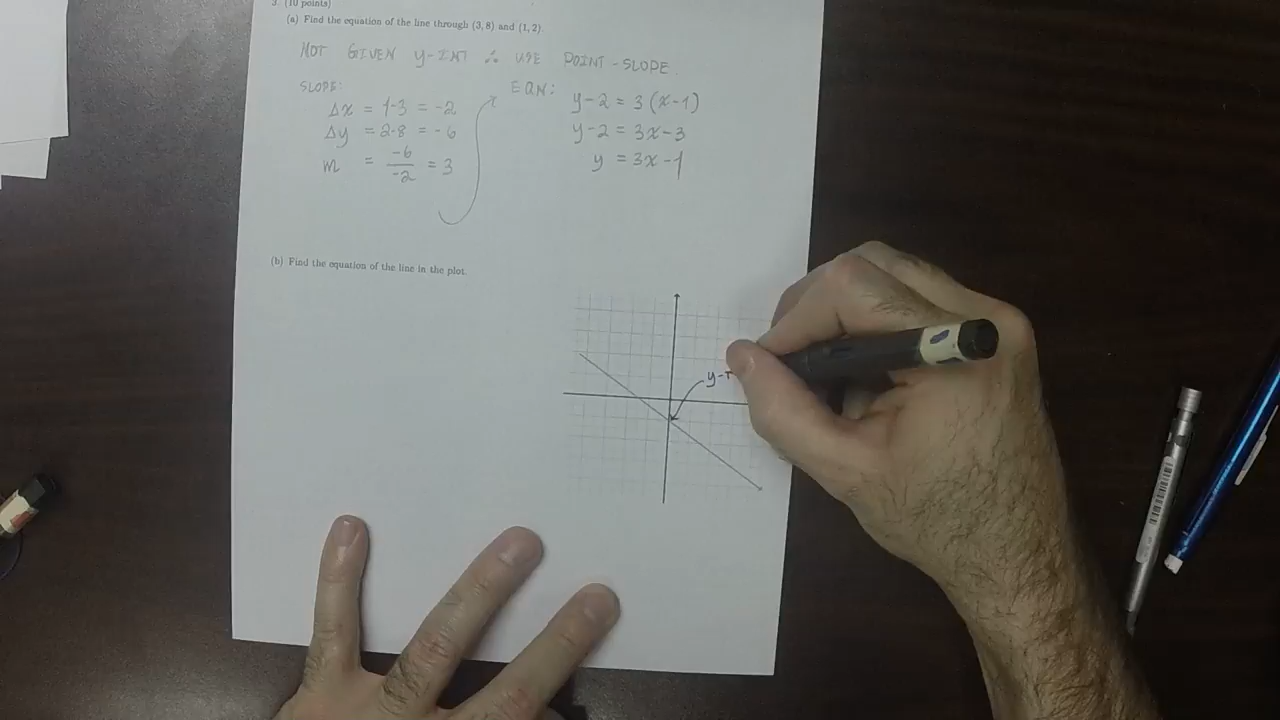 3. (10 points)
(a) Find the equation of the line through (3, 8) and (1, 2).
NOT GIVEN y-INT ∴ USE POINT-SLOPE.
SLOPE:
Δx = 1-3 = -2
Δy = 2-8 = -6
m = -6/-2 = 3
EQN:
y-2 = 3(x-1)
y-2 = 3x-3
y = 3x-1
(b) Find the equation of the line in the plot.
y-